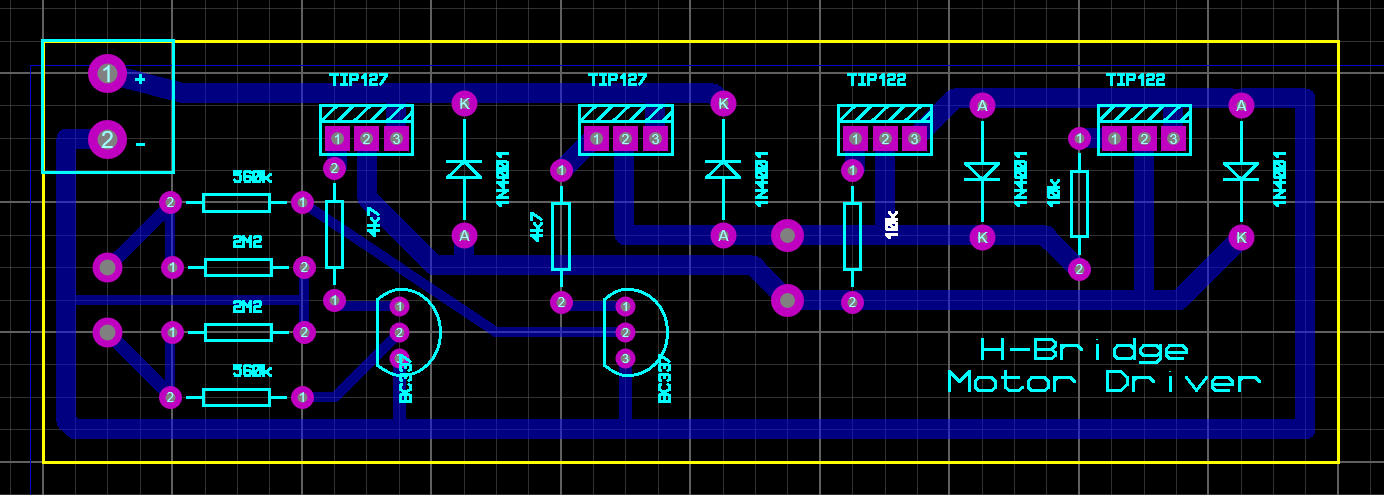 TIP127
TIP127
TIP122
TIP122
1 +
2 -
1 2 3
1 2 3
1 2 3
1 2 3
K
K
A
A
1N4001
1N4001
1N4001
1N4001
A
A
K
K
2
1
4k7
1
2
4k7
1
10k
2
1
10k
2
560k
2 1
2M2
1 2
2M2
1 2
560k
2 1
1
2
BC337
1
2
3
BC337
H-Bridge
Motor Driver